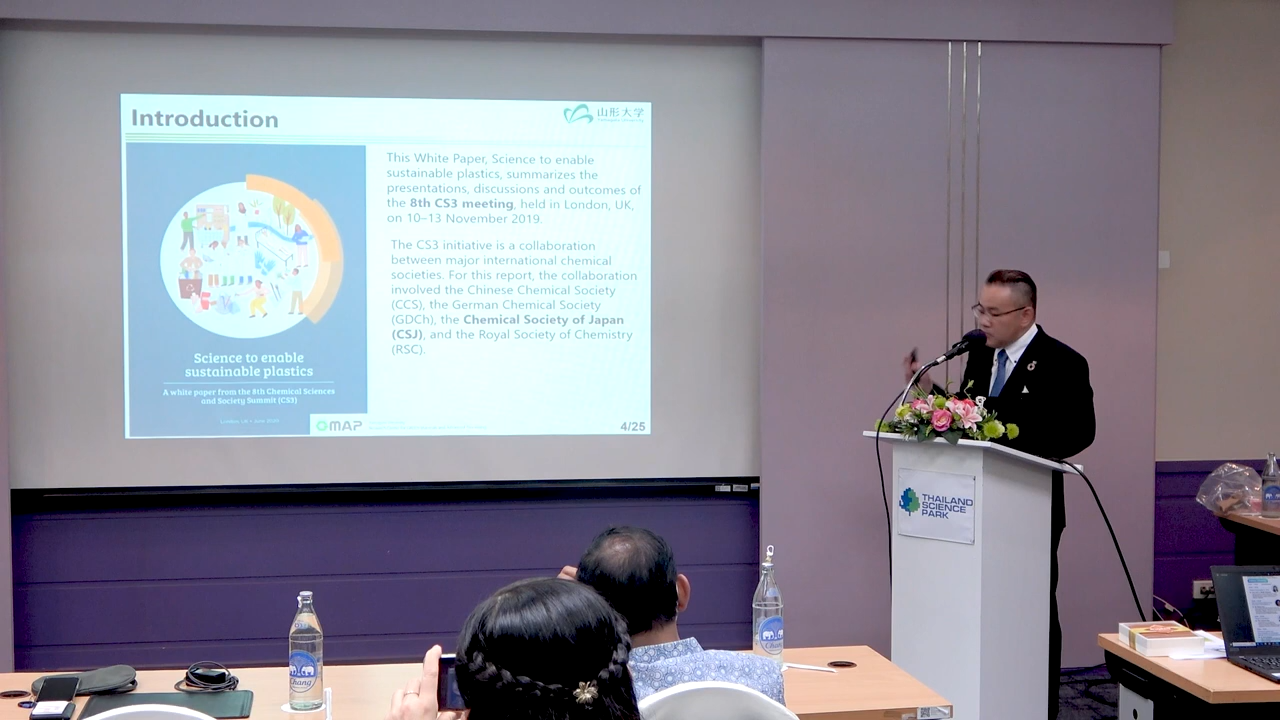 Introduction
山形大学
This White Paper, Science to enable
sustainable plastics, summarizes the
presentations, discussions and outcomes of
the 8th CS3 meeting, held in London, UK,
on 10–13 November 2019.
The CS3 initiative is a collaboration
between major international chemical
societies. For this report, the collaboration
involved the Chinese Chemical Society
(CCS), the German Chemical Society
(GDCh), the Chemical Society of Japan
(CSJ), and the Royal Society of Chemistry
(RSC).
Science to enable
sustainable plastics
A white paper from the 8th Chemical Sciences
and Society Summit (CS3)
MAP
4/25
THAILAND
SCIENCE
PARK
Chang
Chang